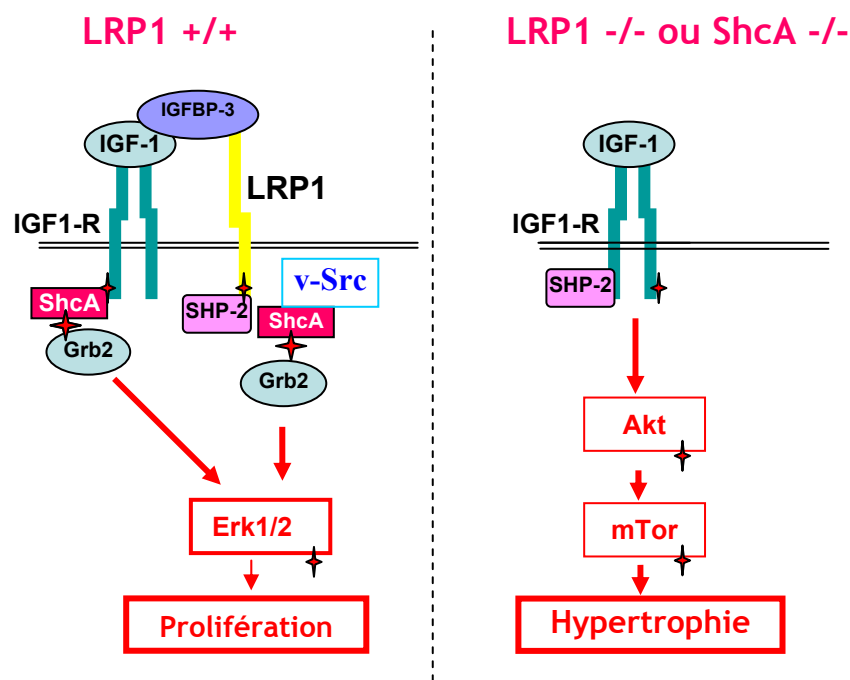 LRP1 +/+
IGFBP-3
IGF-1
LRP1
IGF1-R
v-Src
ShcA
SHP-2
ShcA
Grb2
Grb2
Erk1/2
Prolifération
LRP1 -/- ou ShcA -/-
IGF-1
IGF1-R
SHP-2
Akt
mTor
Hypertrophie